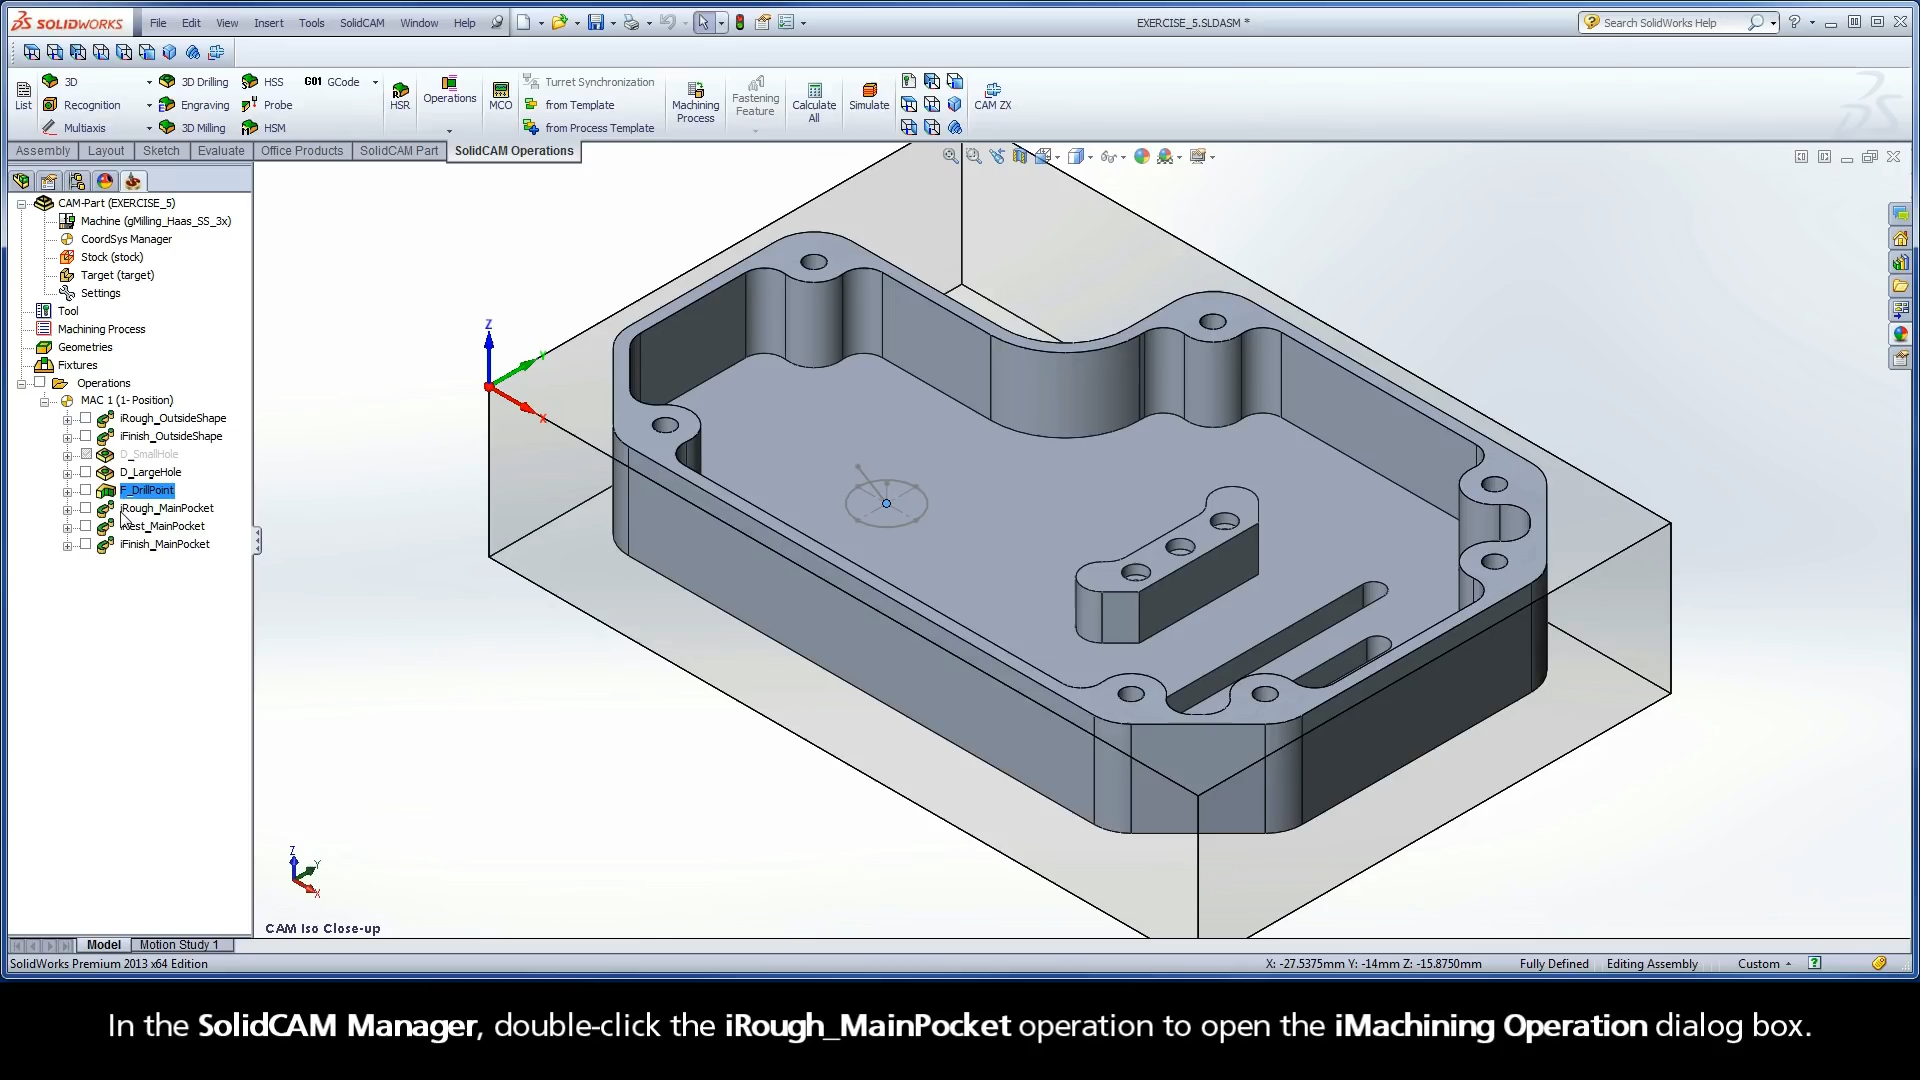 SOLIDWORKS File Edit View Insert Tools SolidCAM Window Help EXERCISE_5.SLDASM * Search SolidWorks Help
3D 3D Drilling HSS G01 GCode Turret Synchronization
List Recognition Engraving Probe HSR Operations MCO from Template Machining Process Fastening Feature Calculate All Simulate CAM ZX
Multiaxis 3D Milling HSM from Process Template
Assembly Layout Sketch Evaluate Office Products SolidCAM Part SolidCAM Operations
CAM-Part (EXERCISE_5)
Machine (gMilling_Haas_SS_3x)
CoordSys Manager
Stock (stock)
Target (target)
Settings
Tool
Machining Process
Geometries
Fixtures
Operations
MAC 1 (1- Position)
iRough_OutsideShape
iFinish_OutsideShape
D_SmallHole
D_LargeHole
F_DrillPoint
iRough_MainPocket
iRest_MainPocket
iFinish_MainPocket
Z
Y
X
Z
Y
X
CAM Iso Close-up
Model Motion Study 1
SolidWorks Premium 2013 x64 Edition X: -27.5375mm Y: -14mm Z: -15.8750mm Fully Defined Editing Assembly Custom
In the SolidCAM Manager, double-click the iRough_MainPocket operation to open the iMachining Operation dialog box.